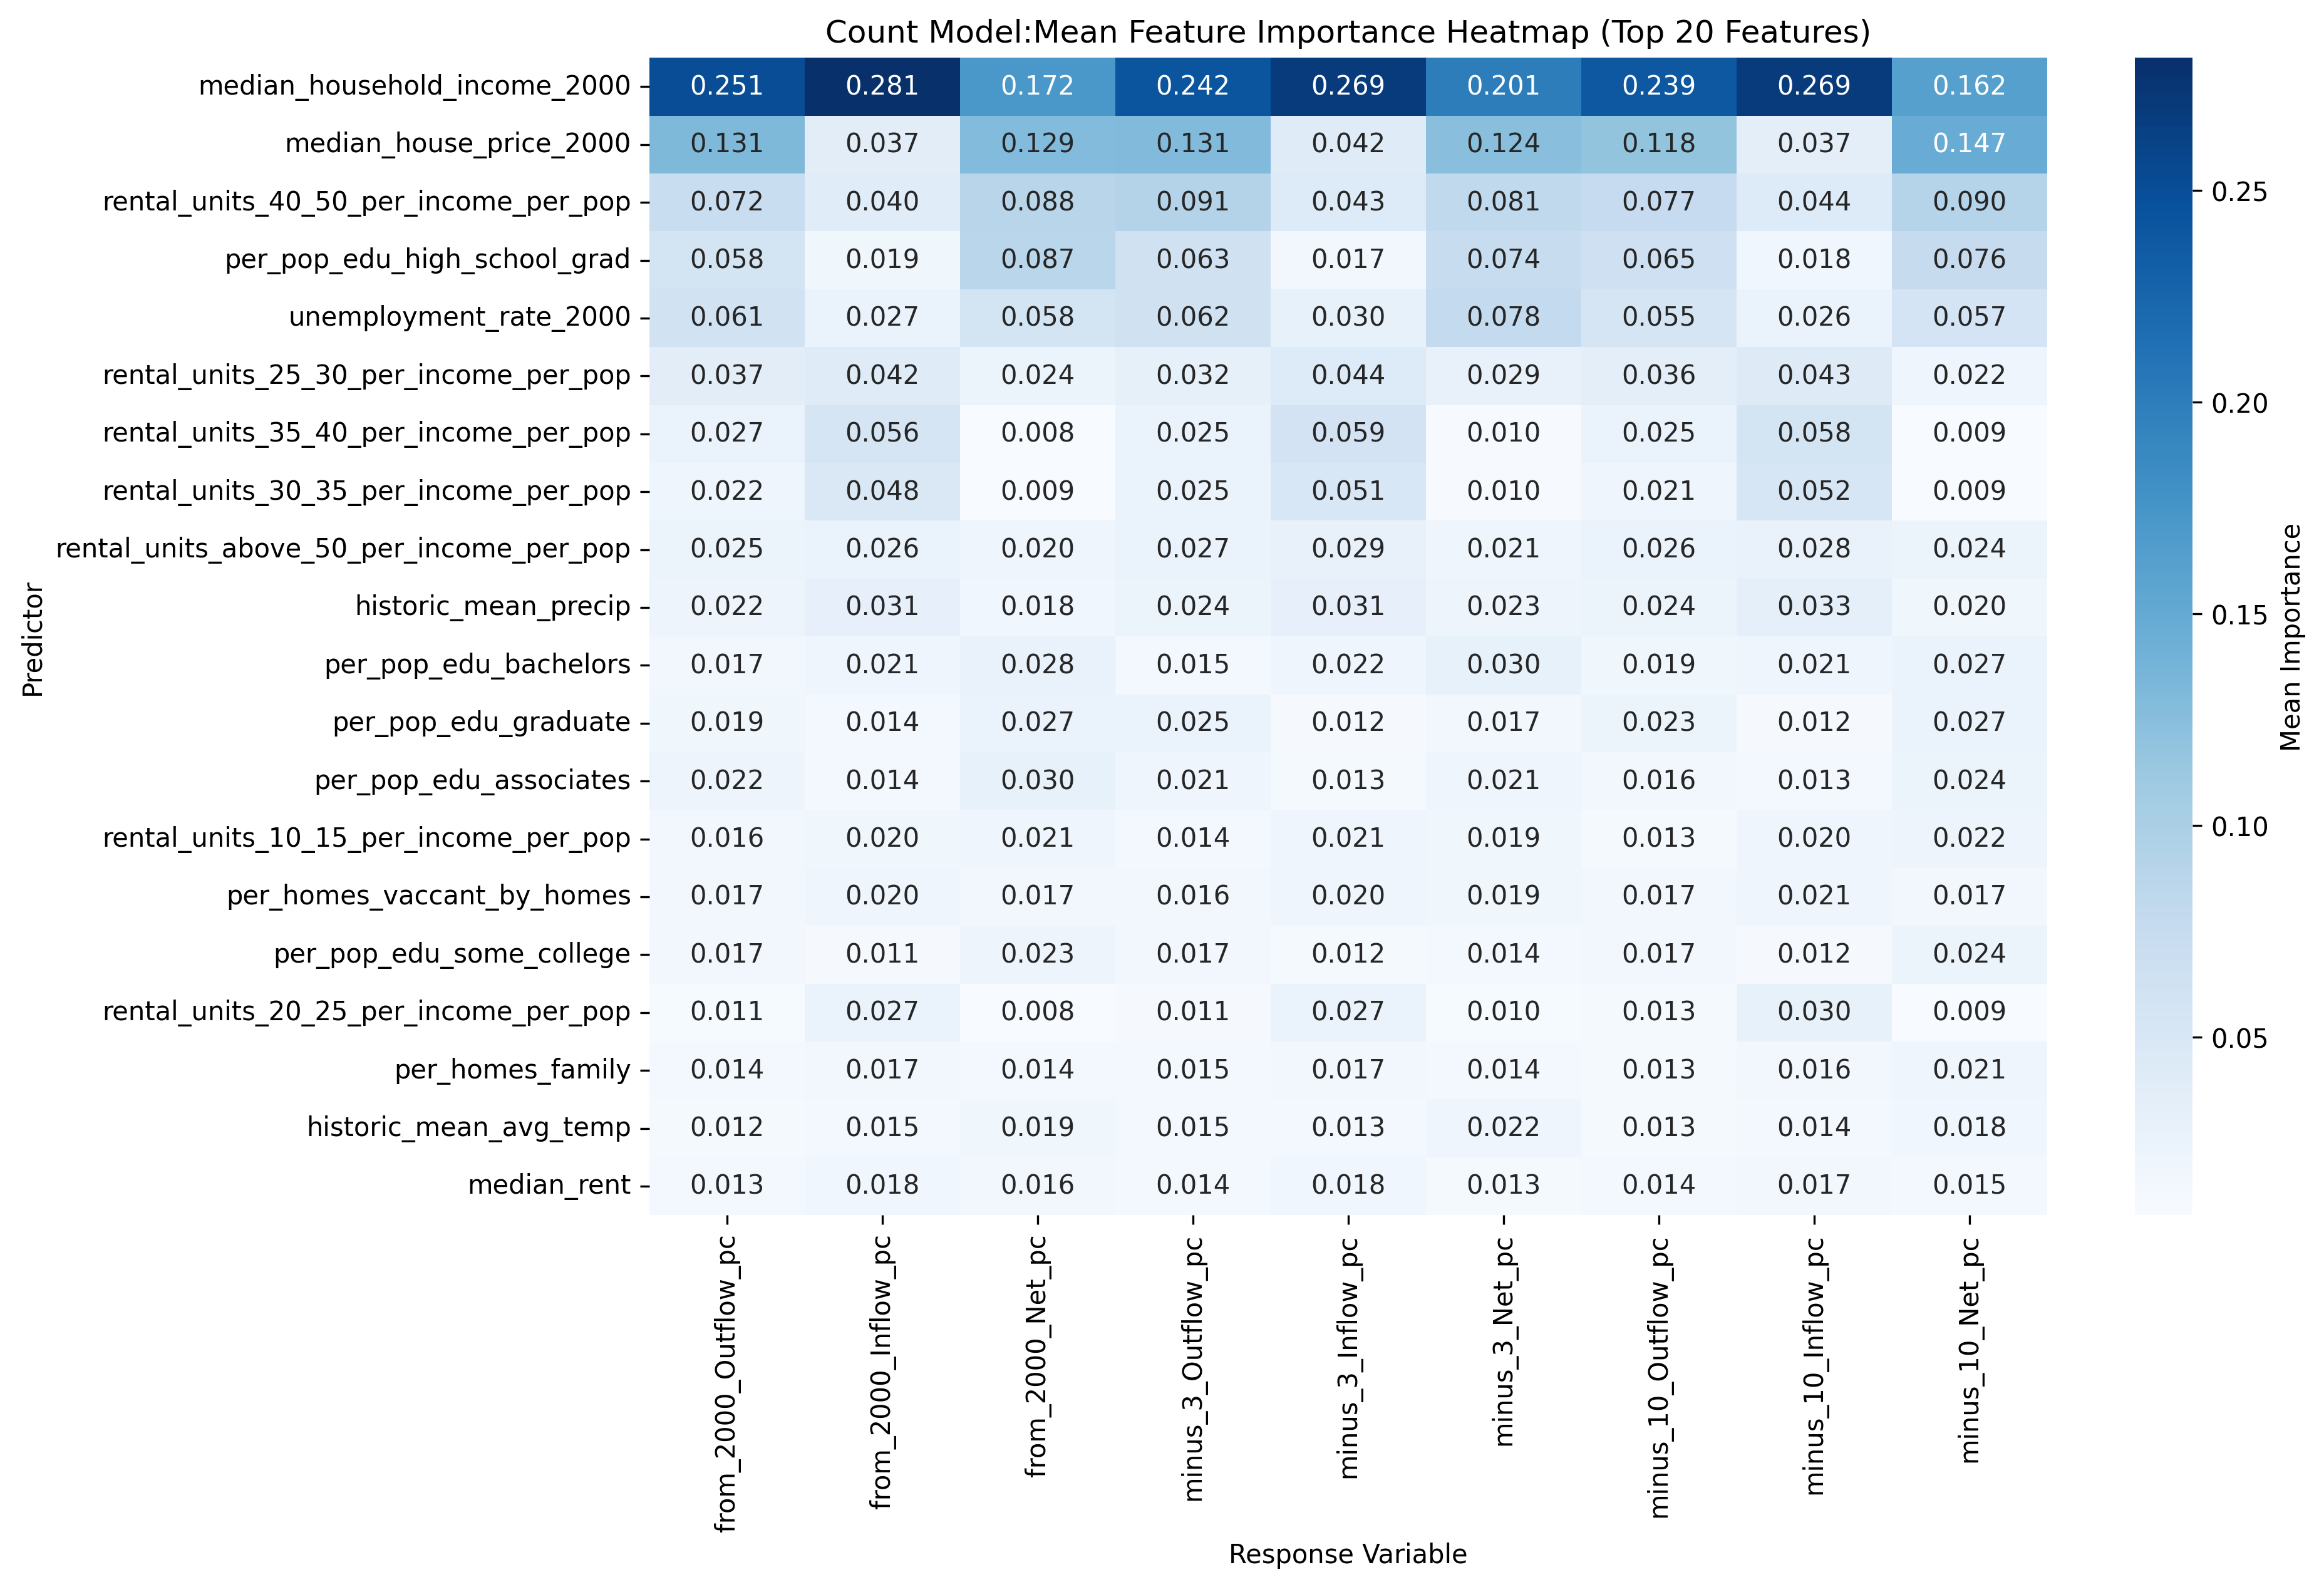 Count Model:Mean Feature Importance Heatmap (Top 20 Features)
median_household_income_2000 0.251 0.281 0.172 0.242 0.269 0.201 0.239 0.269 0.162
median_house_price_2000 0.131 0.037 0.129 0.131 0.042 0.124 0.118 0.037 0.147
rental_units_40_50_per_income_per_pop 0.072 0.040 0.088 0.091 0.043 0.081 0.077 0.044 0.090
per_pop_edu_high_school_grad 0.058 0.019 0.087 0.063 0.017 0.074 0.065 0.018 0.076
unemployment_rate_2000 0.061 0.027 0.058 0.062 0.030 0.078 0.055 0.026 0.057
rental_units_25_30_per_income_per_pop 0.037 0.042 0.024 0.032 0.044 0.029 0.036 0.043 0.022
rental_units_35_40_per_income_per_pop 0.027 0.056 0.008 0.025 0.059 0.010 0.025 0.058 0.009
rental_units_30_35_per_income_per_pop 0.022 0.048 0.009 0.025 0.051 0.010 0.021 0.052 0.009
rental_units_above_50_per_income_per_pop 0.025 0.026 0.020 0.027 0.029 0.021 0.026 0.028 0.024
historic_mean_precip 0.022 0.031 0.018 0.024 0.031 0.023 0.024 0.033 0.020
per_pop_edu_bachelors 0.017 0.021 0.028 0.015 0.022 0.030 0.019 0.021 0.027
per_pop_edu_graduate 0.019 0.014 0.027 0.025 0.012 0.017 0.023 0.012 0.027
per_pop_edu_associates 0.022 0.014 0.030 0.021 0.013 0.021 0.016 0.013 0.024
rental_units_10_15_per_income_per_pop 0.016 0.020 0.021 0.014 0.021 0.019 0.013 0.020 0.022
per_homes_vaccant_by_homes 0.017 0.020 0.017 0.016 0.020 0.019 0.017 0.021 0.017
per_pop_edu_some_college 0.017 0.011 0.023 0.017 0.012 0.014 0.017 0.012 0.024
rental_units_20_25_per_income_per_pop 0.011 0.027 0.008 0.011 0.027 0.010 0.013 0.030 0.009
per_homes_family 0.014 0.017 0.014 0.015 0.017 0.014 0.013 0.016 0.021
historic_mean_avg_temp 0.012 0.015 0.019 0.015 0.013 0.022 0.013 0.014 0.018
median_rent 0.013 0.018 0.016 0.014 0.018 0.013 0.014 0.017 0.015
Predictor
from_2000_Outflow_pc
from_2000_Inflow_pc
from_2000_Net_pc
minus_3_Outflow_pc
minus_3_Inflow_pc
minus_3_Net_pc
minus_10_Outflow_pc
minus_10_Inflow_pc
minus_10_Net_pc
Response Variable
0.25
0.20
0.15
0.10
0.05
Mean Importance